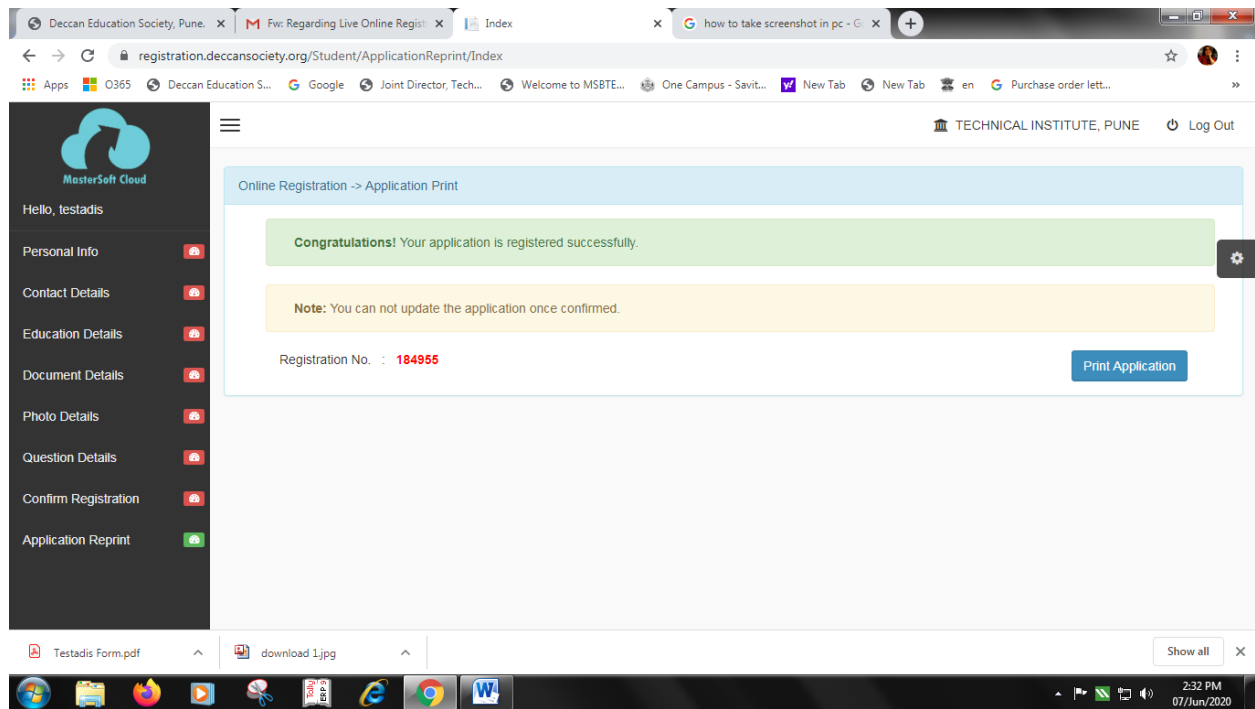 Deccan Education Society, Pune.
Fw: Regarding Live Online Regist
Index
how to take screenshot in pc - G
registration.deccansociety.org/Student/ApplicationReprint/Index
Apps O365 Deccan Education S... Google Joint Director, Tech... Welcome to MSBTE... One Campus - Savit... New Tab New Tab en Purchase order lett... »
MasterSoft Cloud
TECHNICAL INSTITUTE, PUNE Log Out
Hello, testadis
Personal Info
Contact Details
Education Details
Document Details
Photo Details
Question Details
Confirm Registration
Application Reprint
Online Registration -> Application Print
Congratulations! Your application is registered successfully.
Note: You can not update the application once confirmed.
Registration No. : 184955
Print Application
Testadis Form.pdf
download 1.jpg
Show all
Tally
ERP 9
2:32 PM
07/Jun/2020